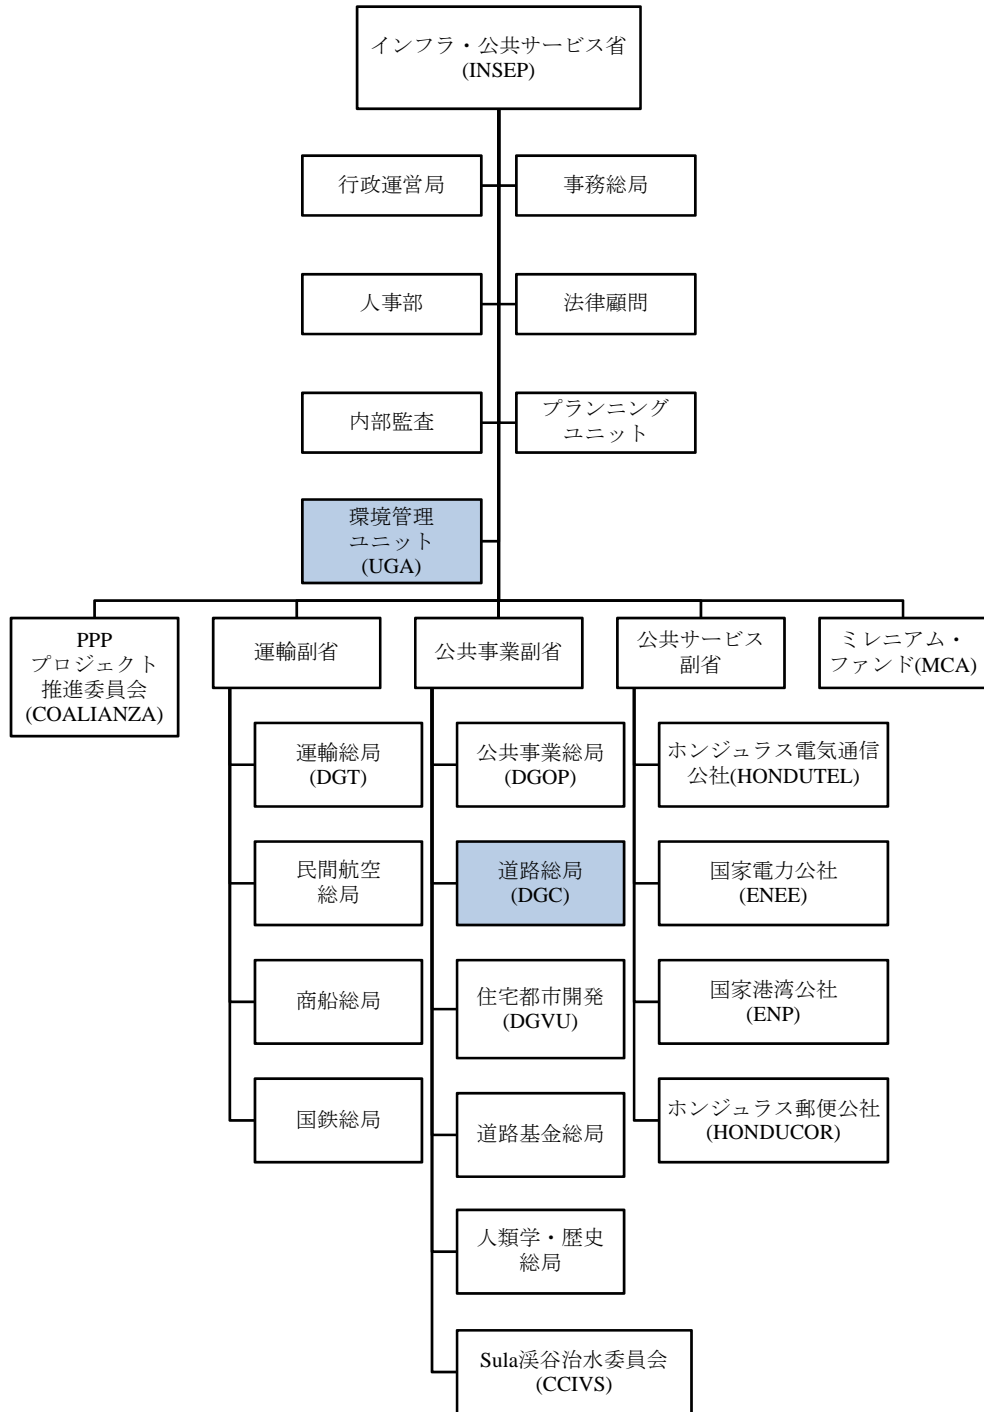 インフラ・公共サービス省
(INSEP)
行政運営局
事務総局
人事部
法律顧問
内部監査
プランニング
ユニット
環境管理
ユニット
(UGA)
PPP
プロジェクト
推進委員会
(COALIANZA)
運輸副省
公共事業副省
公共サービス
副省
ミレニアム・
ファンド(MCA)
運輸総局
(DGT)
民間航空
総局
商船総局
国鉄総局
公共事業総局
(DGOP)
道路総局
(DGC)
住宅都市開発
(DGVU)
道路基金総局
人類学・歴史
総局
Sula渓谷治水委員会
(CCIVS)
ホンジュラス電気通信
公社(HONDUTEL)
国家電力公社
(ENEE)
国家港湾公社
(ENP)
ホンジュラス郵便公社
(HONDUCOR)